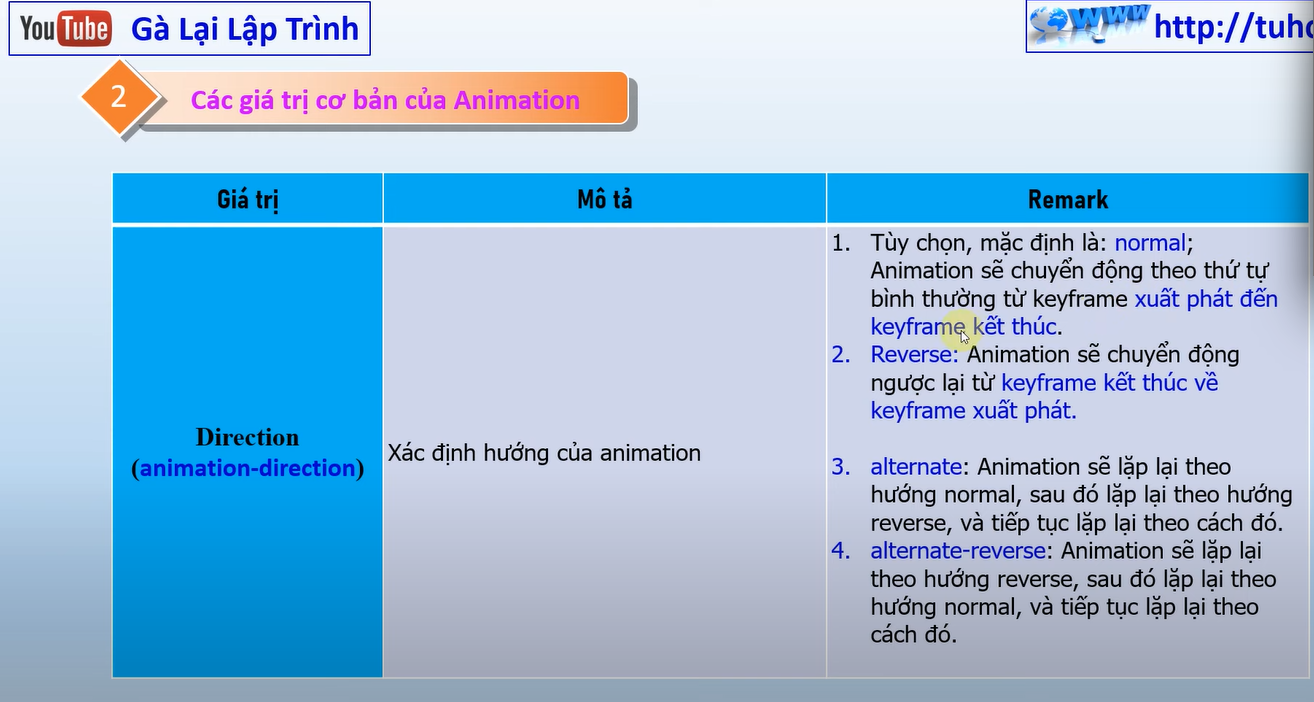 YouTube Gà Lại Lập Trình
WWW http://tuhc
2 Các giá trị cơ bản của Animation
Giá trị Mô tả Remark
Direction
(animation-direction)
Xác định hướng của animation
1. Tùy chọn, mặc định là: normal;
Animation sẽ chuyển động theo thứ tự
bình thường từ keyframe xuất phát đến
keyframe kết thúc.
2. Reverse: Animation sẽ chuyển động
ngược lại từ keyframe kết thúc về
keyframe xuất phát.
3. alternate: Animation sẽ lặp lại theo
hướng normal, sau đó lặp lại theo hướng
reverse, và tiếp tục lặp lại theo cách đó.
4. alternate-reverse: Animation sẽ lặp lại
theo hướng reverse, sau đó lặp lại theo
hướng normal, và tiếp tục lặp lại theo
cách đó.